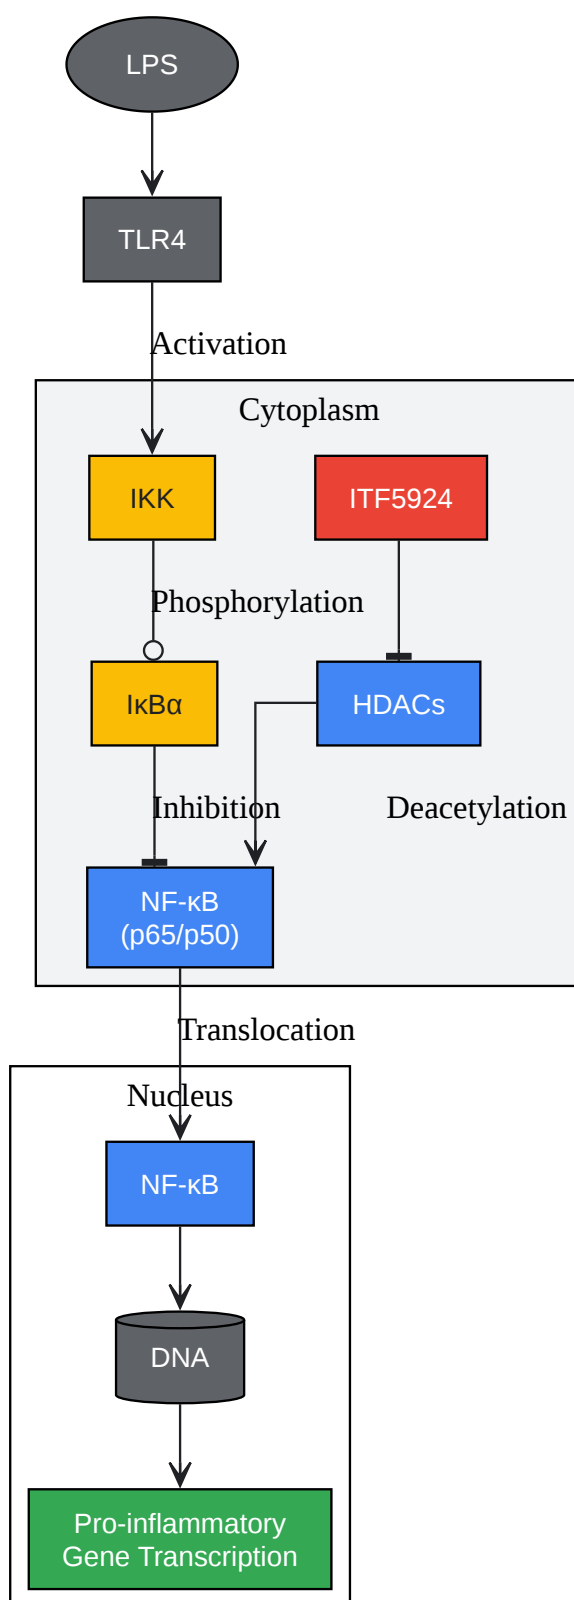 LPS
TLR4
Activation
Cytoplasm
IKK
ITF5924
Phosphorylation
IκBα
HDACs
Inhibition
Deacetylation
NF-κB
(p65/p50)
Translocation
Nucleus
NF-κB
DNA
Pro-inflammatory
Gene Transcription